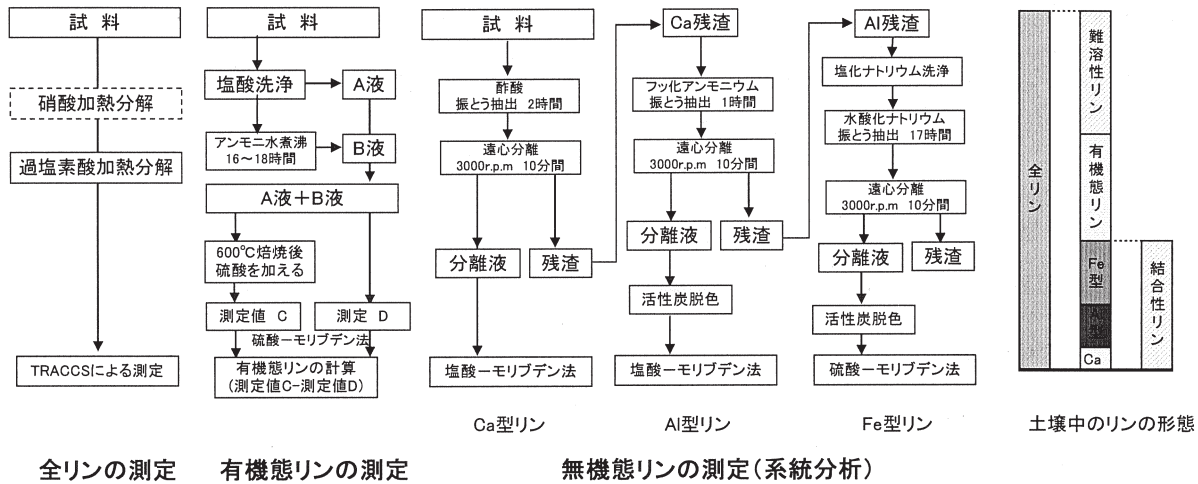 試 料
硝酸加熱分解
過塩素酸加熱分解
TRACCSによる測定
全リンの測定
試 料
塩酸洗浄
A液
アンモニ水煮沸
16～18時間
B液
A液＋B液
600℃焙焼後
硫酸を加える
測定値 C
測定 D
硫酸－モリブデン法
有機態リンの計算
(測定値C-測定値D)
有機態リンの測定
試 料
酢酸
振とう抽出 2時間
遠心分離
3000r.p.m 10分間
分離液
残渣
塩酸－モリブデン法
Ca型リン
Ca残渣
フッ化アンモニウム
振とう抽出 1時間
遠心分離
3000r.p.m 10分間
分離液
残渣
活性炭脱色
塩酸－モリブデン法
Al型リン
Al残渣
塩化ナトリウム洗浄
水酸化ナトリウム
振とう抽出 17時間
遠心分離
3000r.p.m 10分間
分離液
残渣
活性炭脱色
硫酸－モリブデン法
Fe型リン
無機態リンの測定(系統分析)
全リン
難溶性リン
有機態リン
Fe型
Al型
Ca
結合性リン
土壌中のリンの形態